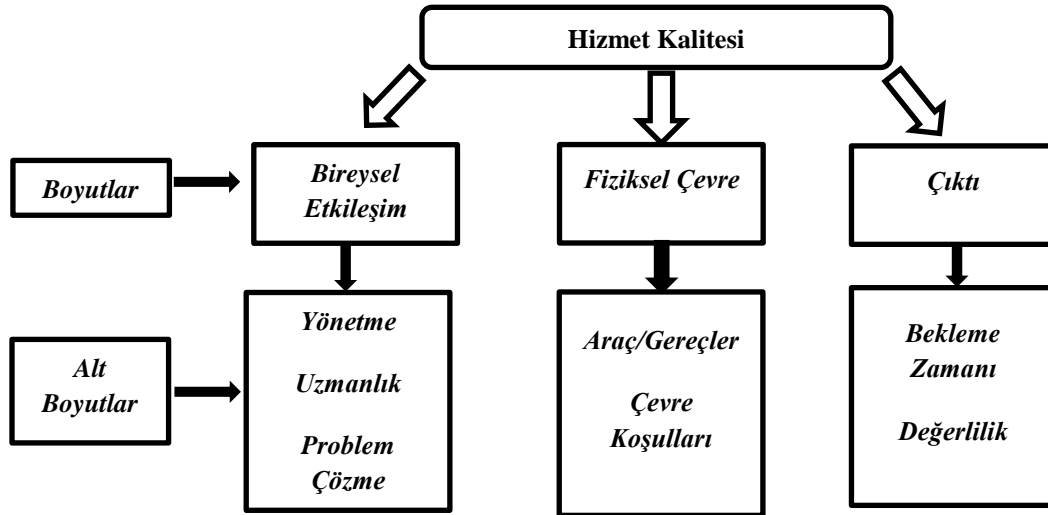 Hizmet Kalitesi
Boyutlar
Bireysel
Etkileşim
Fiziksel Çevre
Çıktı
Alt
Boyutlar
Yönetme
Uzmanlık
Problem
Çözme
Araç/Gereçler
Çevre
Koşulları
Bekleme
Zamanı
Değerlilik